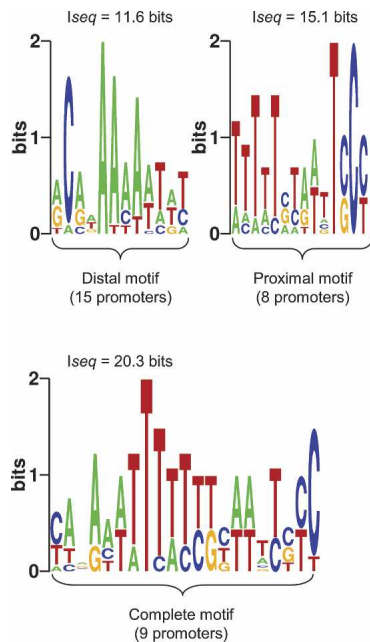 Iseq = 11.6 bits
Iseq = 15.1 bits
2
1
0
bits
2
1
0
bits
Distal motif
(15 promoters)
Proximal motif
(8 promoters)
Iseq = 20.3 bits
2
1
0
bits
Complete motif
(9 promoters)